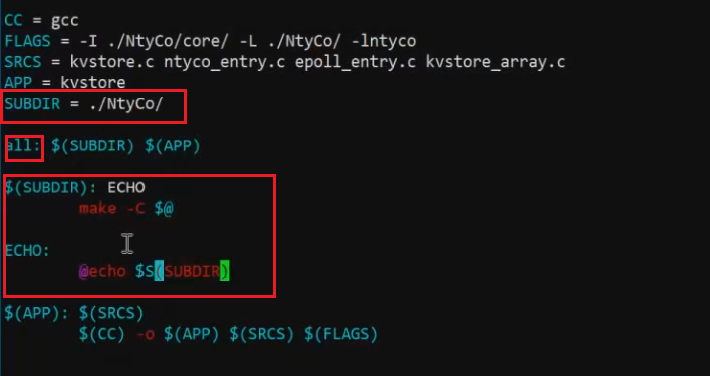 CC = gcc
FLAGS = -I ./NtyCo/core/ -L ./NtyCo/ -lntyco
SRCS = kvstore.c ntyco_entry.c epoll_entry.c kvstore_array.c
APP = kvstore
SUBDIR = ./NtyCo/
all: $(SUBDIR) $(APP)
$(SUBDIR): ECHO
make -C $@
ECHO:
@echo $S(SUBDIR)
$(APP): $(SRCS)
$(CC) -o $(APP) $(SRCS) $(FLAGS)